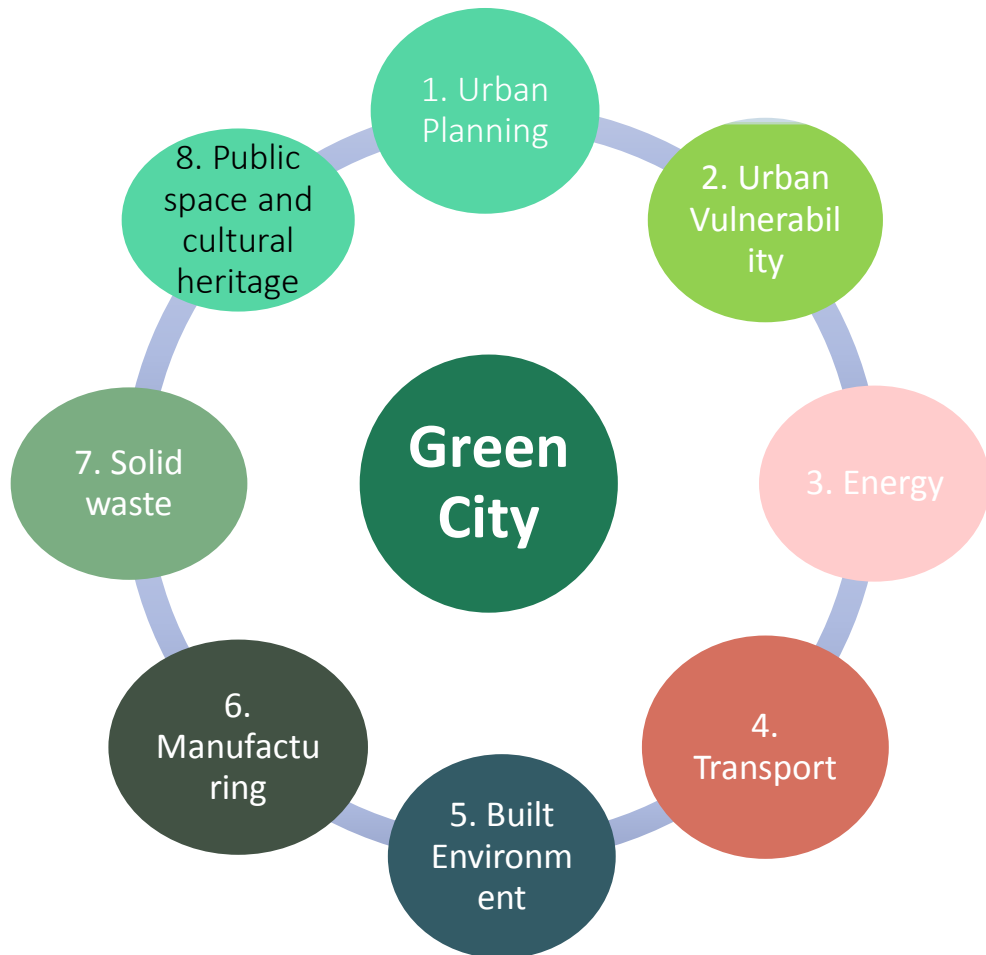 1. Urban
Planning
2. Urban
Vulnerabil
ity
3. Energy
4.
Transport
5. Built
Environm
ent
6.
Manufactu
ring
7. Solid
waste
8. Public
space and
cultural
heritage
Green
City